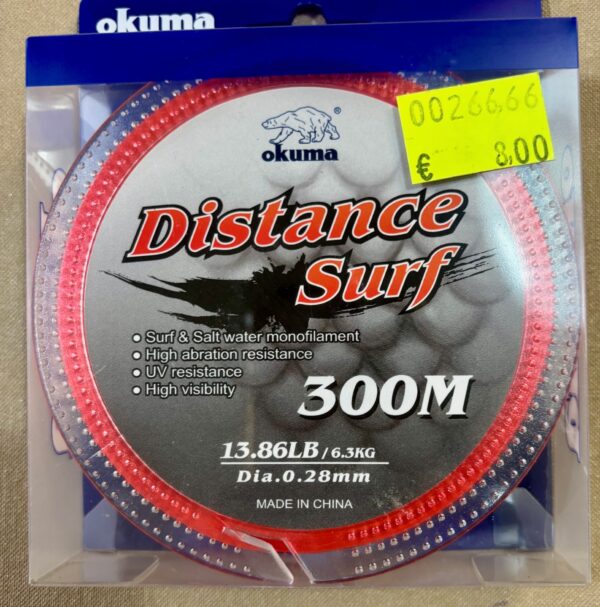 okuma
00266,66
€ 8,00
®
okuma
Distance
Surf
● Surf & Salt water monofilament
● High abration resistance
● UV resistance
● High visibility
300M
13.86LB/6.3KG
Dia.0.28mm
MADE IN CHINA